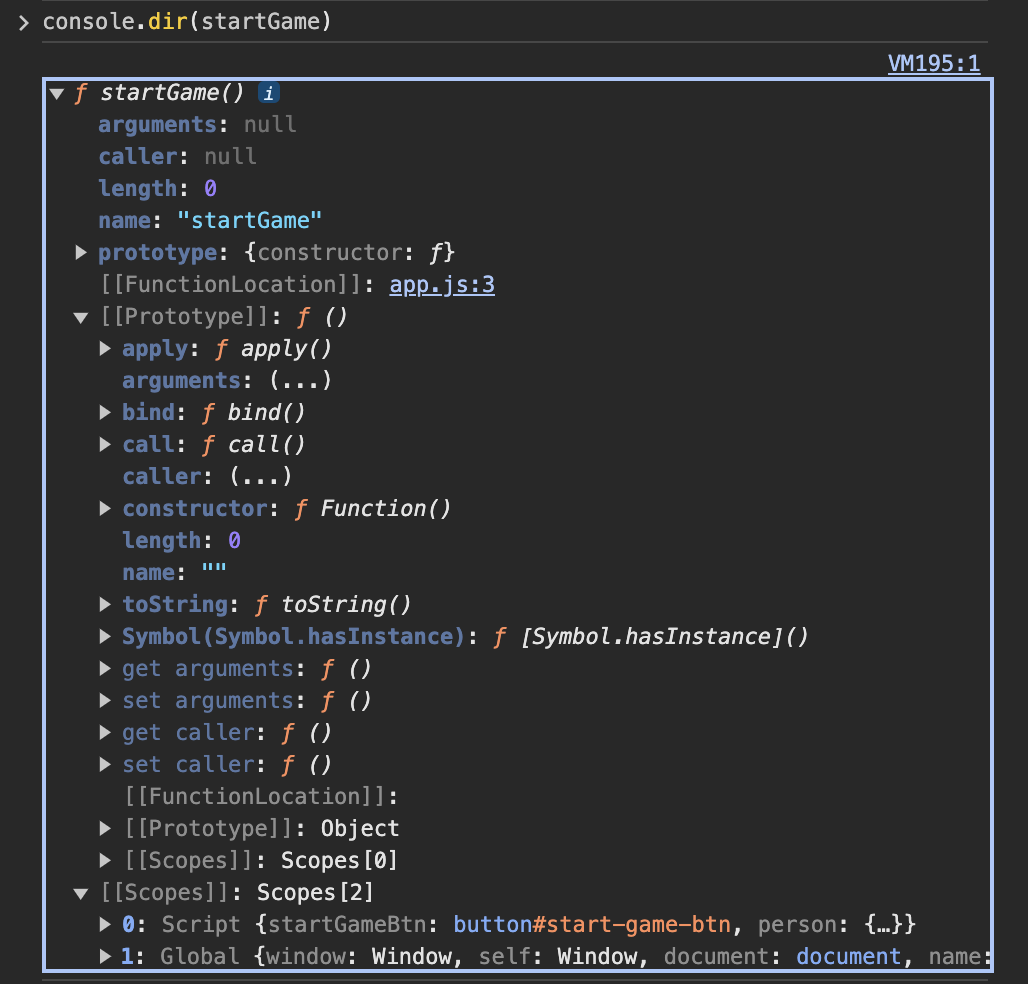 > console.dir(startGame)
VM195:1
▼ ƒ startGame() i
arguments: null
caller: null
length: 0
name: "startGame"
▶ prototype: {constructor: ƒ}
[[FunctionLocation]]: app.js:3
▼ [[Prototype]]: ƒ ()
▶ apply: ƒ apply()
arguments: (...)
▶ bind: ƒ bind()
▶ call: ƒ call()
caller: (...)
▶ constructor: ƒ Function()
length: 0
name: ""
▶ toString: ƒ toString()
▶ Symbol(Symbol.hasInstance): ƒ [Symbol.hasInstance]()
▶ get arguments: ƒ ()
▶ set arguments: ƒ ()
▶ get caller: ƒ ()
▶ set caller: ƒ ()
[[FunctionLocation]]:
▶ [[Prototype]]: Object
▶ [[Scopes]]: Scopes[0]
▼ [[Scopes]]: Scopes[2]
▶ 0: Script {startGameBtn: button#start-game-btn, person: {…}}
▶ 1: Global {window: Window, self: Window, document: document, name: